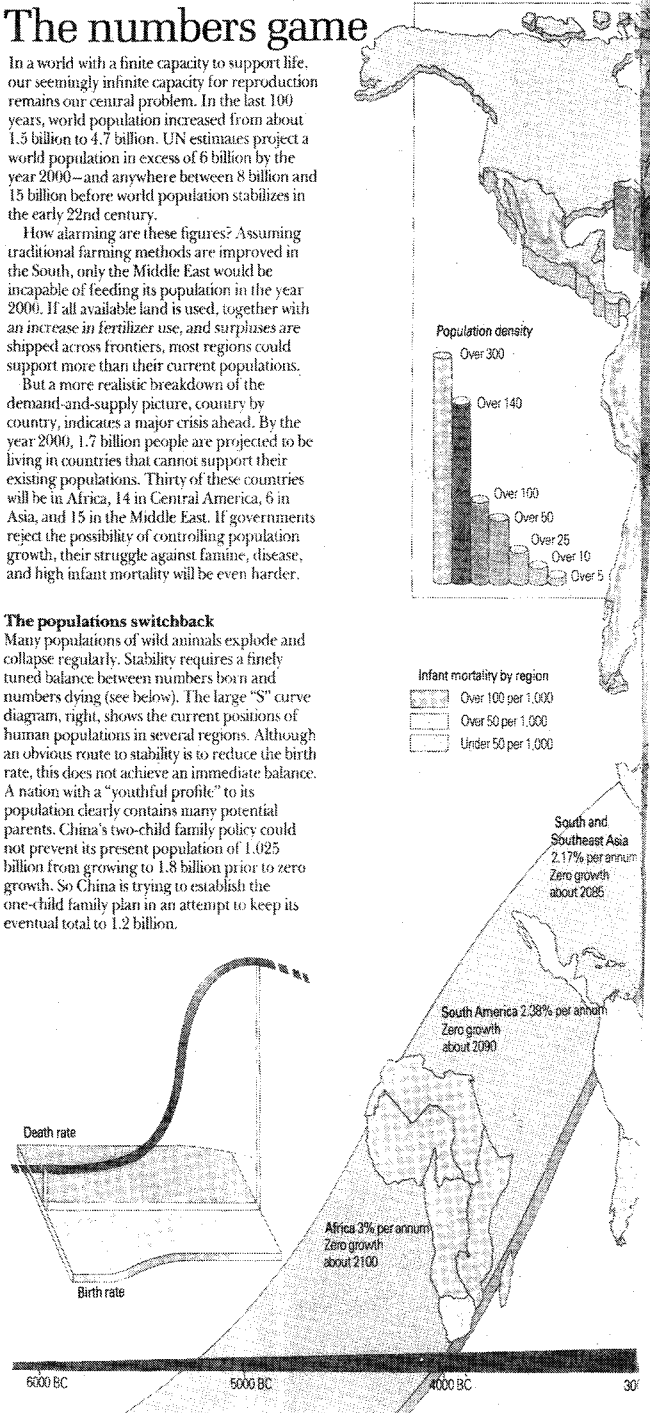 The numbers game
In a world with a finite capacity to support life,
our seemingly infinite capacity for reproduction
remains our central problem. In the last 100
years, world population increased from about
1.5 billion to 4.7 billion. UN estimates project a
world population in excess of 6 billion by the
year 2000—and anywhere between 8 billion and
15 billion before world population stabilizes in
the early 22nd century.
How alarming are these figures? Assuming
traditional farming methods are improved in
the South, only the Middle East would be
incapable of feeding its population in the year
2000. If all available land is used, together with
an increase in fertilizer use, and surpluses are
shipped across frontiers, most regions could
support more than their current populations.
But a more realistic breakdown of the
demand-and-supply picture, country by
country, indicates a major crisis ahead. By the
year 2000, 1.7 billion people are projected to be
living in countries that cannot support their
existing populations. Thirty of these countries
will be in Africa, 14 in Central America, 6 in
Asia, and 15 in the Middle East. If governments
reject the possibility of controlling population
growth, their struggle against famine, disease,
and high infant mortality will be even harder.
The populations switchback
Many populations of wild animals explode and
collapse regularly. Stability requires a finely
tuned balance between numbers born and
numbers dying (see below). The large "S" curve
diagram, right, shows the current positions of
human populations in several regions. Although
an obvious route to stability is to reduce the birth
rate, this does not achieve an immediate balance.
A nation with a "youthful profile" to its
population clearly contains many potential
parents. China's two-child family policy could
not prevent its present population of 1.025
billion from growing to 1.8 billion prior to zero
growth. So China is trying to establish the
one-child family plan in an attempt to keep its
eventual total to 1.2 billion.
Population density
Over 300
Over 140
Over 100
Over 50
Over 25
Over 10
Over 5
Infant mortality by region
Over 100 per 1,000
Over 50 per 1,000
Under 50 per 1,000
South and
Southeast Asia
2.17% per annum
Zero growth
about 2085
South America 2.38% per annum
Zero growth
about 2090
Africa 3% per annum
Zero growth
about 2100
Death rate
Birth rate
6000 BC
5000 BC
4000 BC